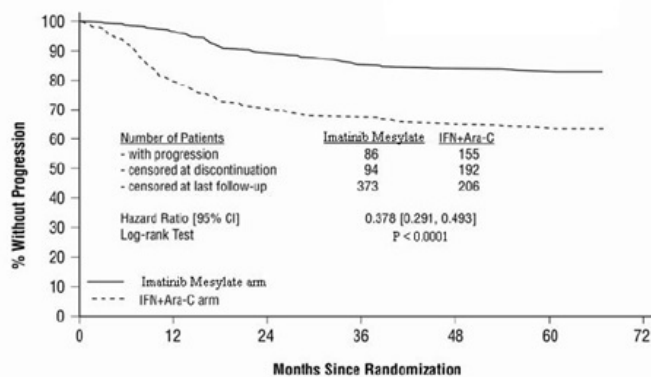 100
90
80
70
60
50
40
30
20
10
0
% Without Progression
Number of Patients Imatinib Mesylate IFN+Ara-C
- with progression 86 155
- censored at discontinuation 94 192
- censored at last follow-up 373 206
Hazard Ratio [95% CI] 0.378 [0.291, 0.493]
Log-rank Test P < 0.0001
Imatinib Mesylate arm
IFN+Ara-C arm
0 12 24 36 48 60 72
Months Since Randomization